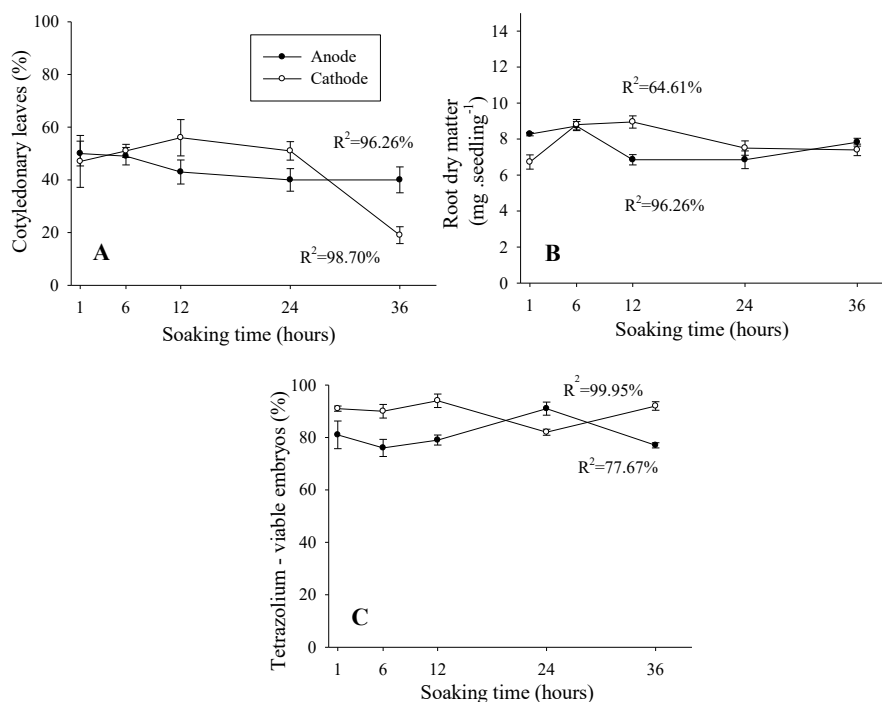 100
80
60
40
20
0
Cotyledonary leaves (%)
Anode
Cathode
R²=96.26%
R²=98.70%
A
1 6 12 24 36
Soaking time (hours)
14
12
10
8
6
4
2
0
Root dry matter
(mg .seedling⁻¹)
R²=64.61%
R²=96.26%
B
1 6 12 24 36
Soaking time (hours)
100
80
60
40
20
0
Tetrazolium - viable embryos (%)
R²=99.95%
R²=77.67%
C
1 6 12 24 36
Soaking time (hours)